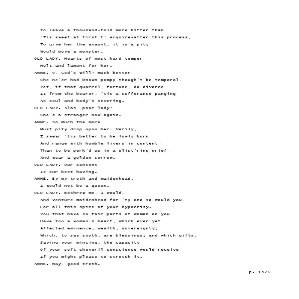 To leave a thousand-fold more bitter than
'Tis sweet at first t' acquire-after this process,
To give her the avaunt, it is a pity
Would move a monster.
OLD LADY. Hearts of most hard temper
Melt and lament for her.
ANNE. O, God's will! much better
She ne'er had known pomp; though't be temporal,
Yet, if that quarrel, fortune, do divorce
It from the bearer, 'tis a sufferance panging
As soul and body's severing.
OLD LADY. Alas, poor lady!
She's a stranger now again.
ANNE. So much the more
Must pity drop upon her. Verily,
I swear 'tis better to be lowly born
And range with humble livers in content
Than to be perk'd up in a glist'ring grief
And wear a golden sorrow.
OLD LADY. Our content
Is our best having.
ANNE. By my troth and maidenhead,
I would not be a queen.
OLD LADY. Beshrew me, I would,
And venture maidenhead for 't; and so would you,
For all this spice of your hypocrisy.
You that have so fair parts of woman on you
Have too a woman's heart, which ever yet
Affected eminence, wealth, sovereignty;
Which, to say sooth, are blessings; and which gifts,
Saving your mincing, the capacity
Of your soft cheveril conscience would receive
If you might please to stretch it.
ANNE. Nay, good troth.